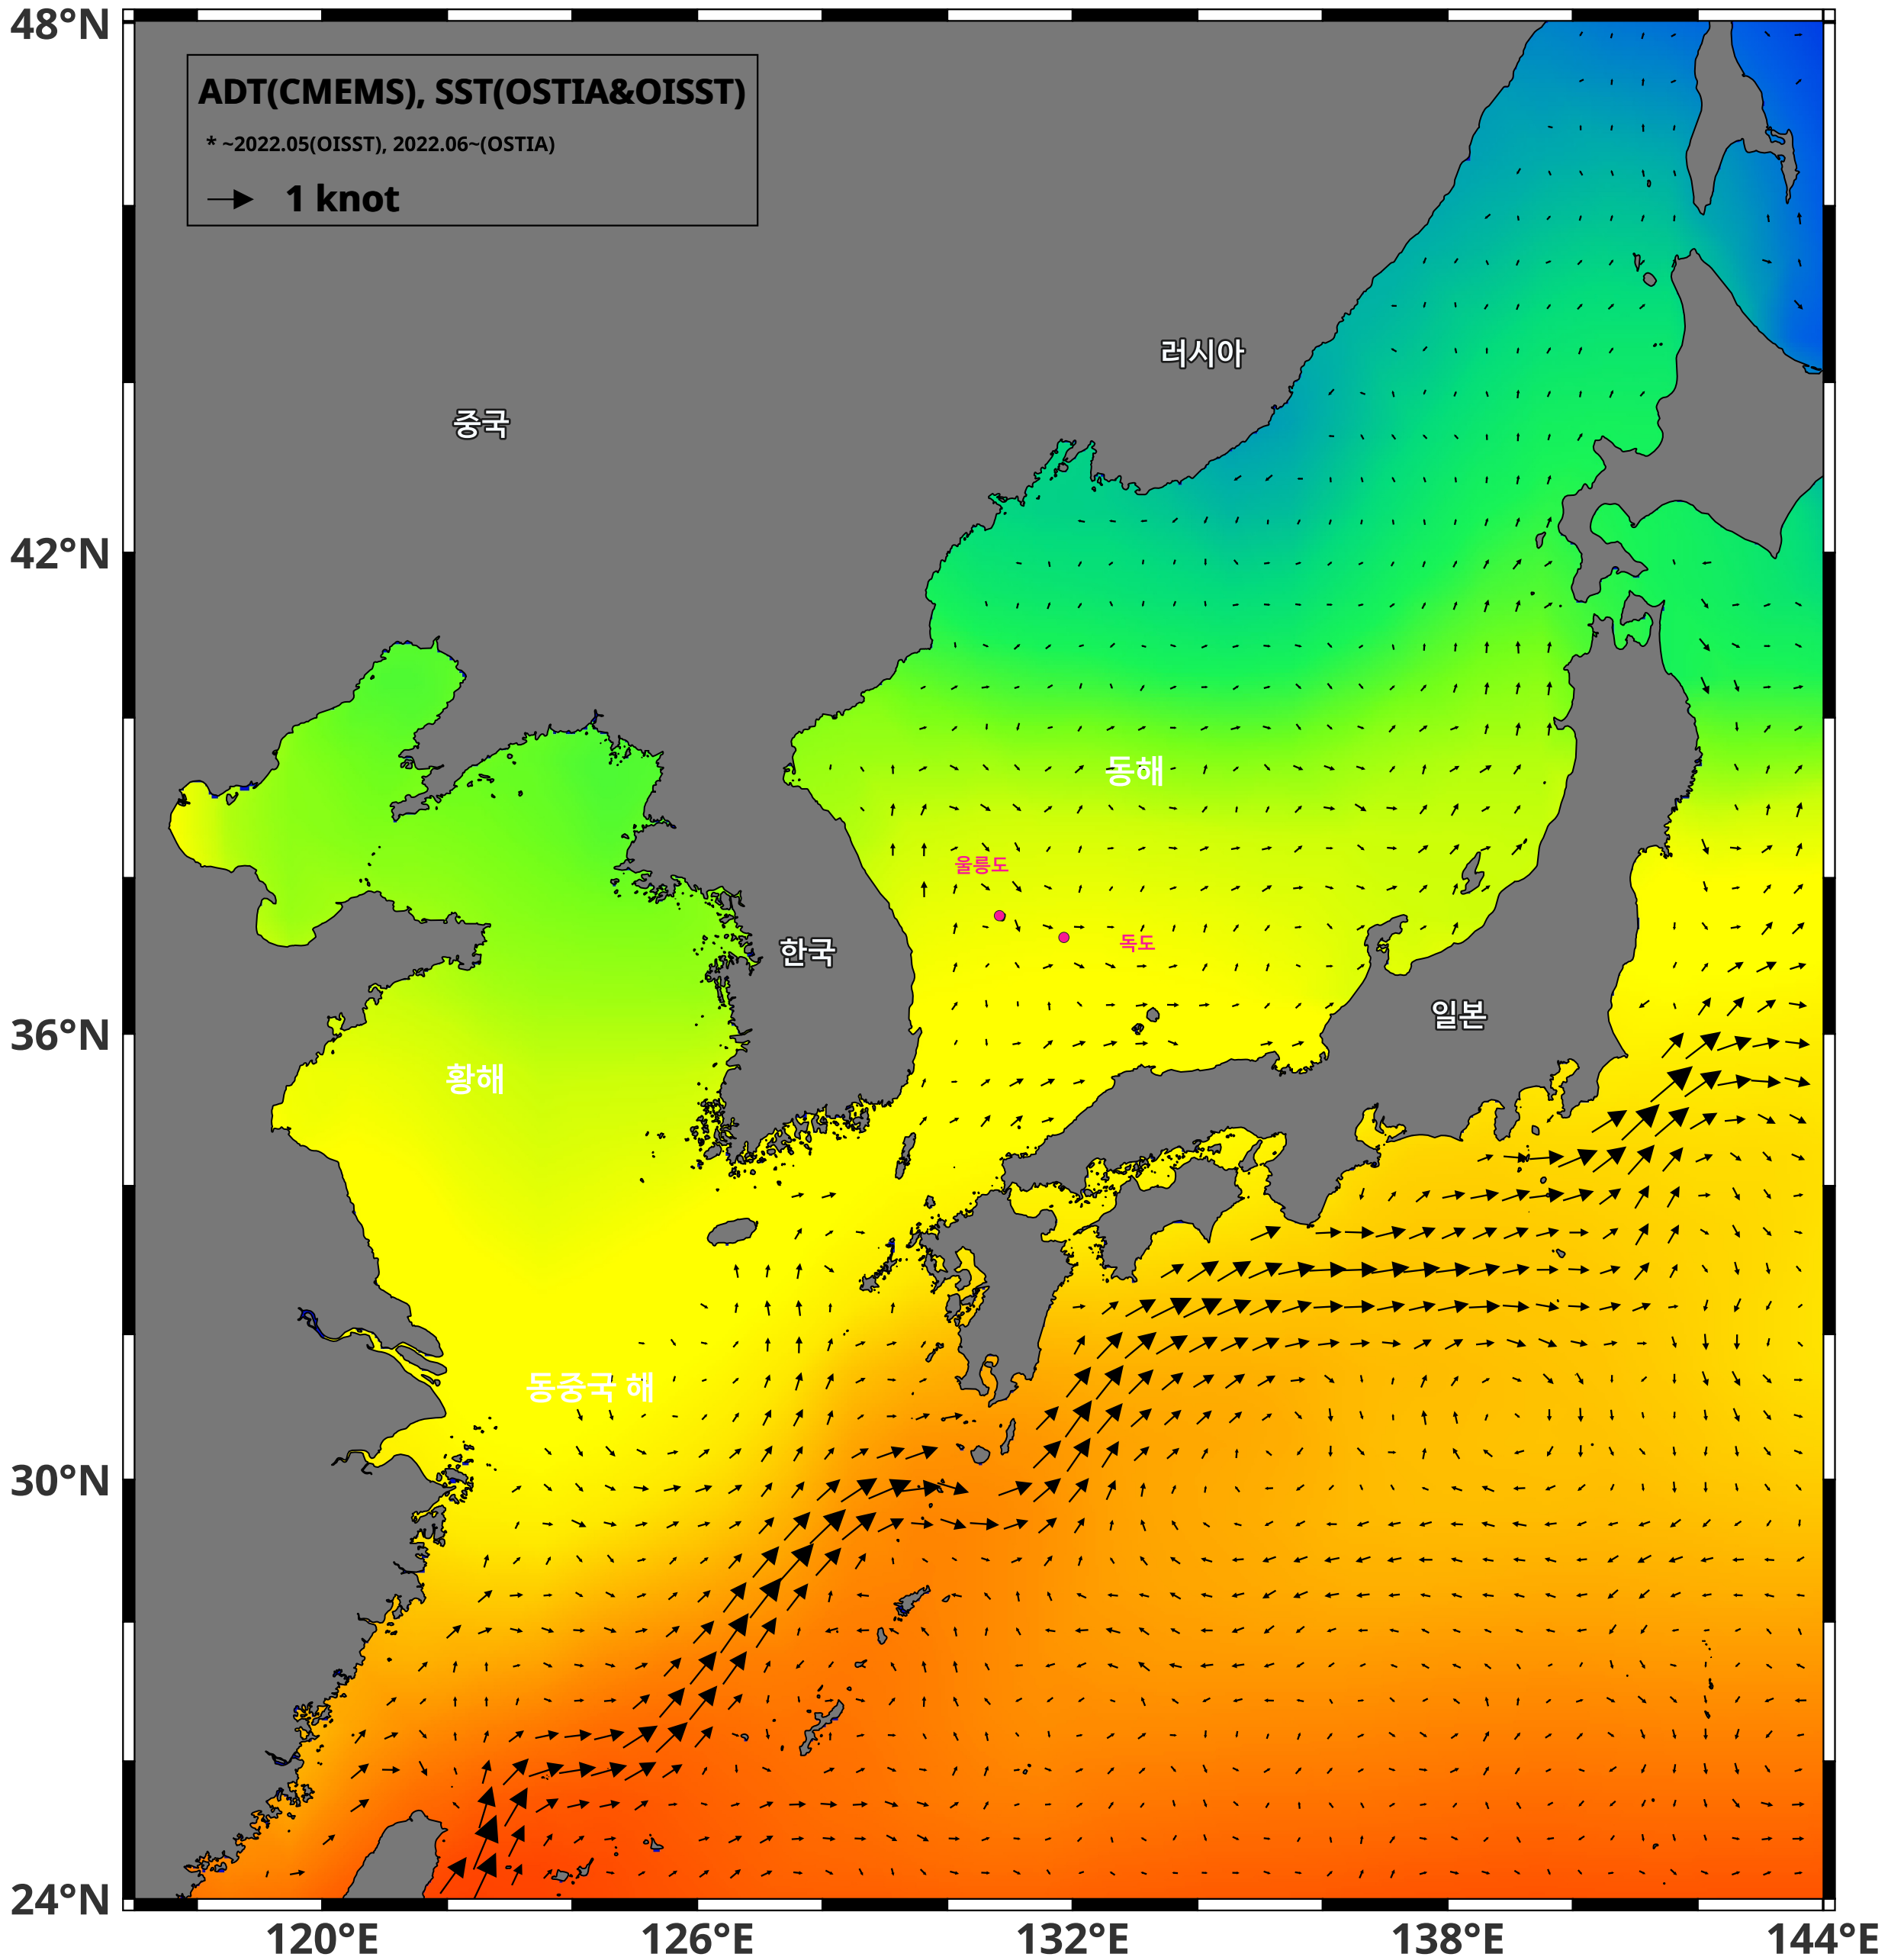 48°N
ADT(CMEMS), SST(OSTIA&OISST)
* ~2022.05(OISST), 2022.06~(OSTIA)
1 knot
러시아
중국
42°N
동해
울릉도
독도
한국
일본
36°N
황해
동중국 해
30°N
24°N
120°E 126°E 132°E 138°E 144°E